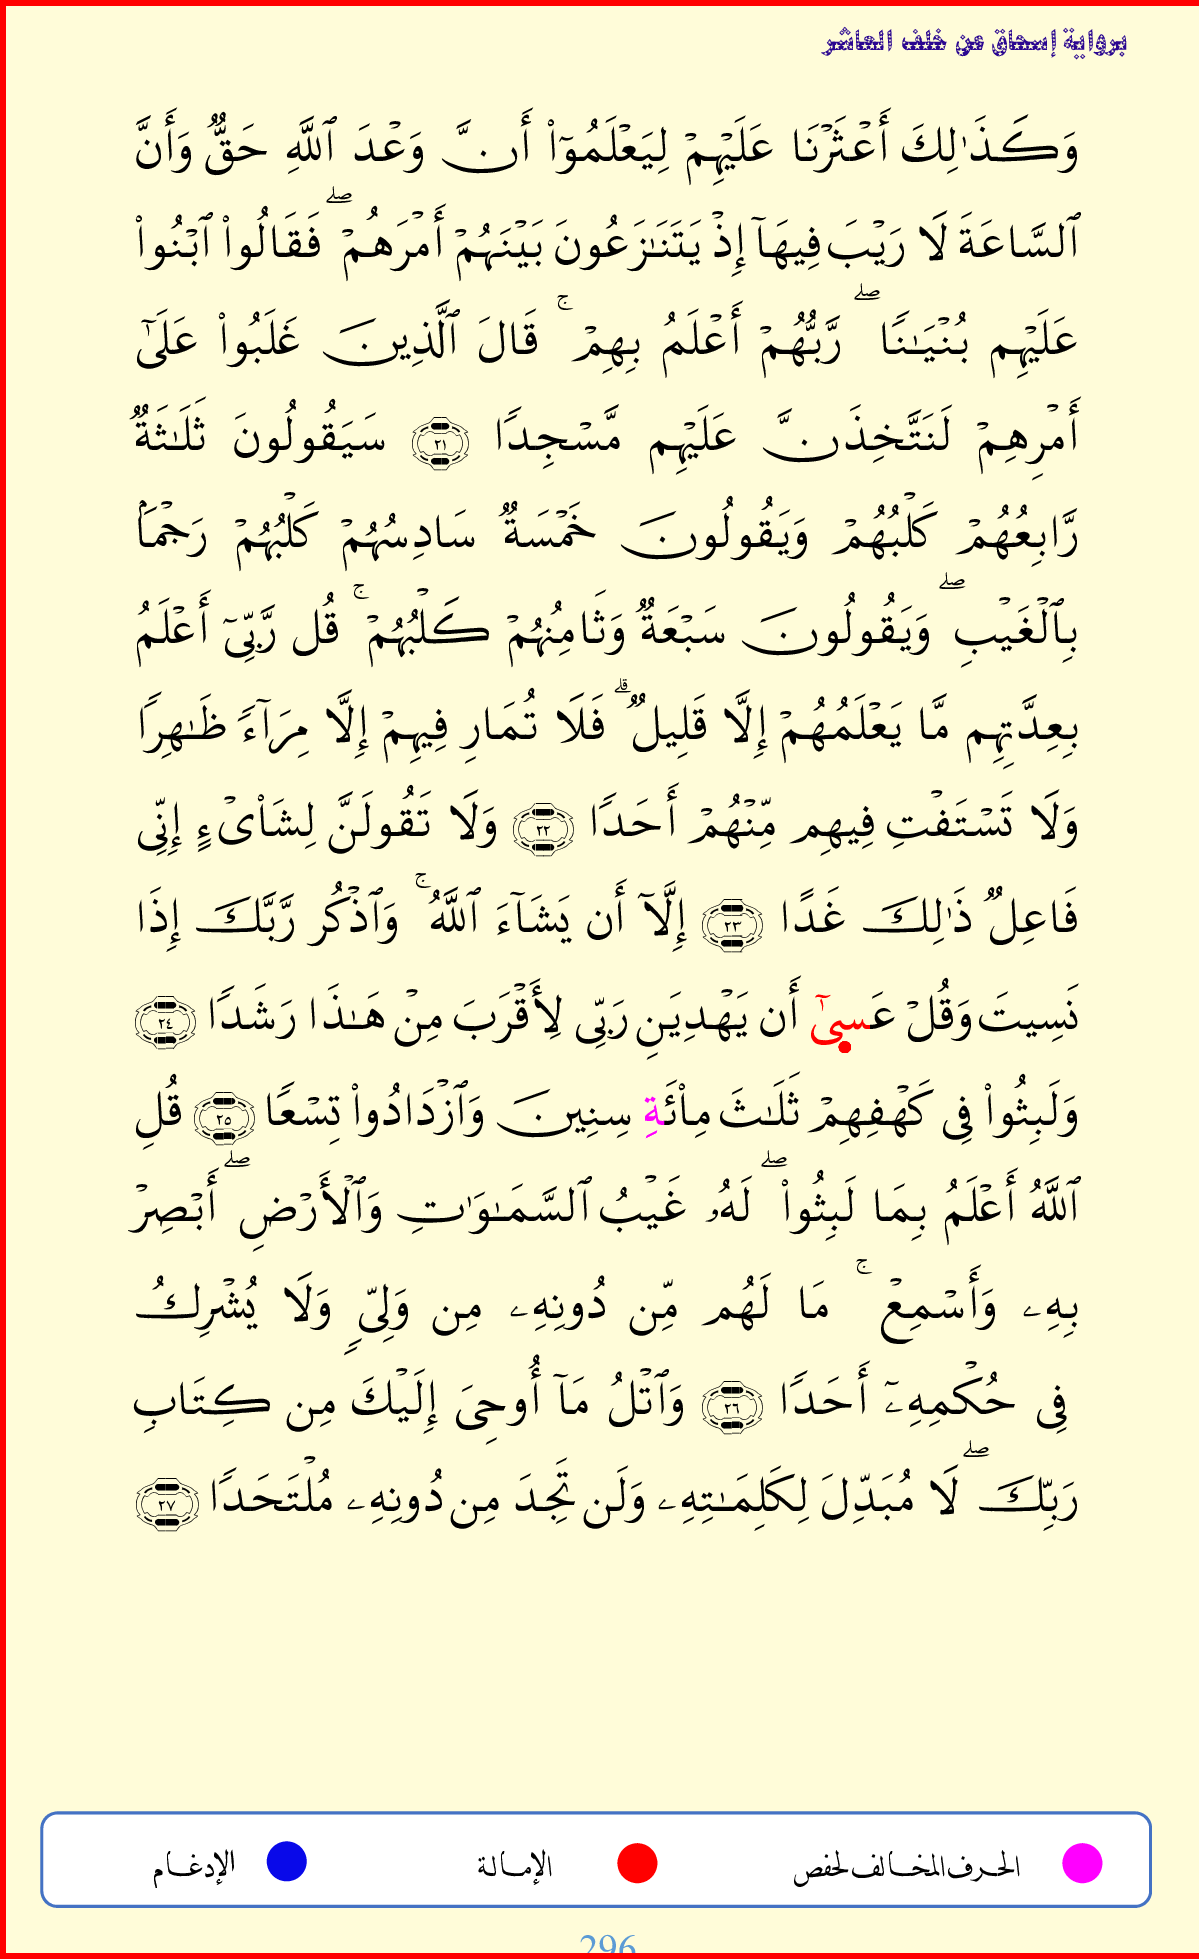 برواية إسحاق عن خلف العاشر
وَكَذَٰلِكَ أَعۡثَرۡنَا عَلَيۡهِمۡ لِيَعۡلَمُوٓاْ أَنَّ وَعۡدَ ٱللَّهِ حَقّٞ وَأَنَّ
ٱلسَّاعَةَ لَا رَيۡبَ فِيهَآ إِذۡ يَتَنَٰزَعُونَ بَيۡنَهُمۡ أَمۡرَهُمۡۖ فَقَالُواْ ٱبۡنُواْ
عَلَيۡهِم بُنۡيَٰنٗاۖ رَّبُّهُمۡ أَعۡلَمُ بِهِمۡۚ قَالَ ٱلَّذِينَ غَلَبُواْ عَلَىٰٓ
أَمۡرِهِمۡ لَنَتَّخِذَنَّ عَلَيۡهِم مَّسۡجِدٗا ٢١ سَيَقُولُونَ ثَلَٰثَةٞ
رَّابِعُهُمۡ كَلۡبُهُمۡ وَيَقُولُونَ خَمۡسَةٞ سَادِسُهُمۡ كَلۡبُهُمۡ رَجۡمَۢا
بِٱلۡغَيۡبِۖ وَيَقُولُونَ سَبۡعَةٞ وَثَامِنُهُمۡ كَلۡبُهُمۡۚ قُل رَّبِّيٓ أَعۡلَمُ
بِعِدَّتِهِم مَّا يَعۡلَمُهُمۡ إِلَّا قَلِيلٞۗ فَلَا تُمَارِ فِيهِمۡ إِلَّا مِرَآءٗ ظَٰهِرٗا
وَلَا تَسۡتَفۡتِ فِيهِم مِّنۡهُمۡ أَحَدٗا ٢٢ وَلَا تَقُولَنَّ لِشَاْيۡءٍ إِنِّي
فَاعِلٞ ذَٰلِكَ غَدًا ٢٣ إِلَّآ أَن يَشَآءَ ٱللَّهُۚ وَٱذۡكُر رَّبَّكَ إِذَا
نَسِيتَ وَقُلۡ عَسىٰٓ أَن يَهۡدِيَنِ رَبِّي لِأَقۡرَبَ مِنۡ هَٰذَا رَشَدٗا ٢٤
وَلَبِثُواْ فِي كَهۡفِهِمۡ ثَلَٰثَ مِاْئَةِ سِنِينَ وَٱزۡدَادُواْ تِسۡعٗا ٢٥ قُلِ
ٱللَّهُ أَعۡلَمُ بِمَا لَبِثُواْۖ لَهُۥ غَيۡبُ ٱلسَّمَٰوَٰتِ وَٱلۡأَرۡضِۖ أَبۡصِرۡ
بِهِۦ وَأَسۡمِعۡۚ مَا لَهُم مِّن دُونِهِۦ مِن وَلِيّٖ وَلَا يُشۡرِكُ
فِي حُكۡمِهِۦٓ أَحَدٗا ٢٦ وَٱتۡلُ مَآ أُوحِيَ إِلَيۡكَ مِن كِتَابِ
رَبِّكَۖ لَا مُبَدِّلَ لِكَلِمَٰتِهِۦ وَلَن تَجِدَ مِن دُونِهِۦ مُلۡتَحَدٗا ٢٧
الحرف المخالف لحفص الإمالة الإدغام
296